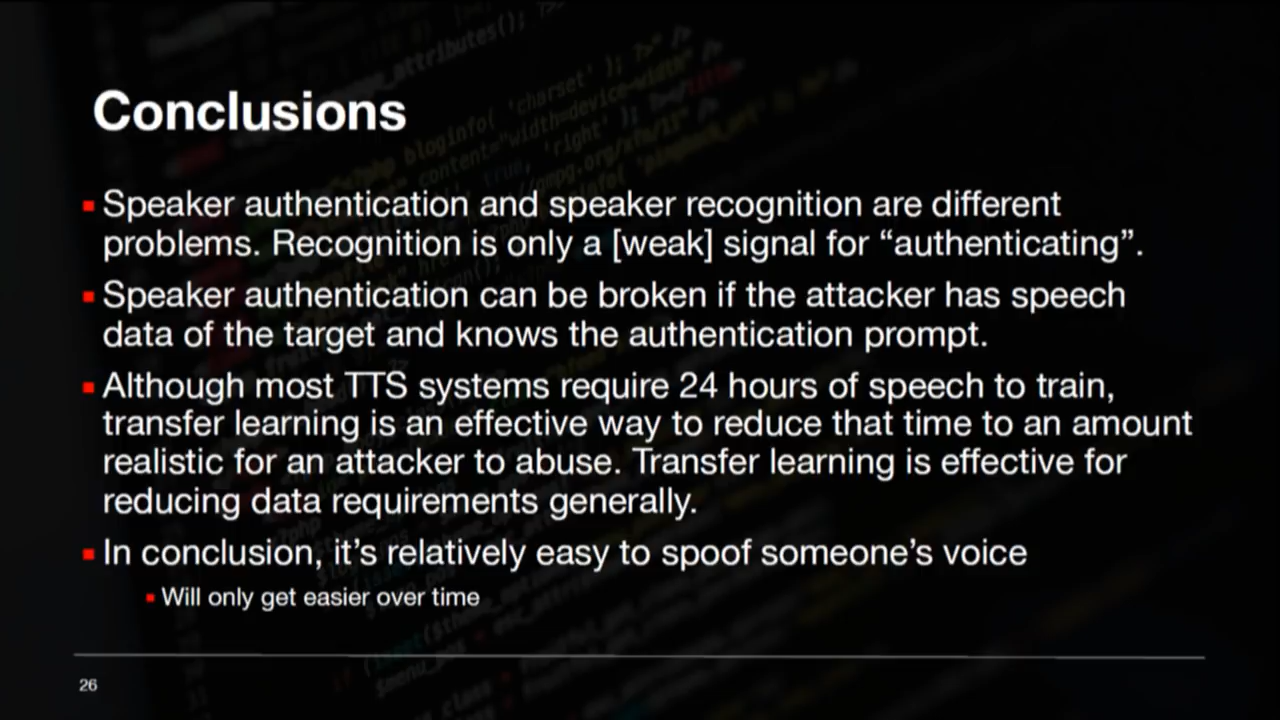 Conclusions
Speaker authentication and speaker recognition are different
problems. Recognition is only a [weak] signal for “authenticating”.
Speaker authentication can be broken if the attacker has speech
data of the target and knows the authentication prompt.
Although most TTS systems require 24 hours of speech to train,
transfer learning is an effective way to reduce that time to an amount
realistic for an attacker to abuse. Transfer learning is effective for
reducing data requirements generally.
In conclusion, it’s relatively easy to spoof someone’s voice
Will only get easier over time
26